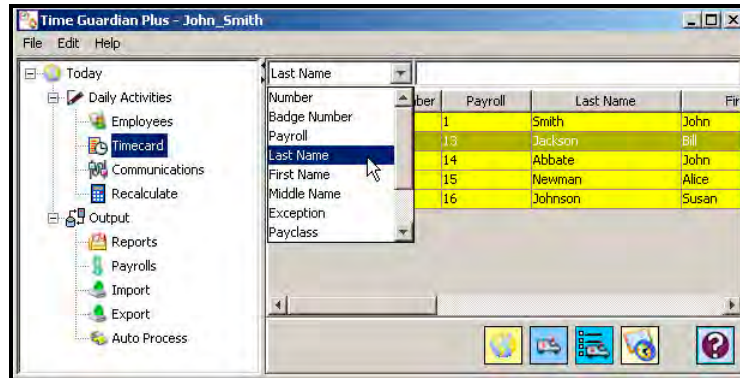 Time Guardian Plus - John_Smith
File Edit Help
Today
Daily Activities
Employees
Timecard
Communications
Recalculate
Output
Reports
Payrolls
Import
Export
Auto Process
Last Name
Number
Badge Number
Payroll
Last Name
First Name
Middle Name
Exception
Payclass
ber Payroll Last Name Fir
1 Smith John
13 Jackson Bill
14 Abbate John
15 Newman Alice
16 Johnson Susan